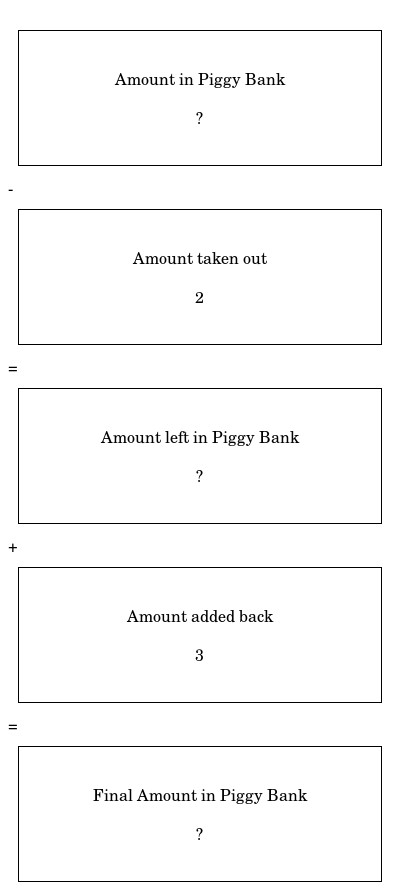 Amount in Piggy Bank
?
-
Amount taken out
2
=
Amount left in Piggy Bank
?
+
Amount added back
3
=
Final Amount in Piggy Bank
?